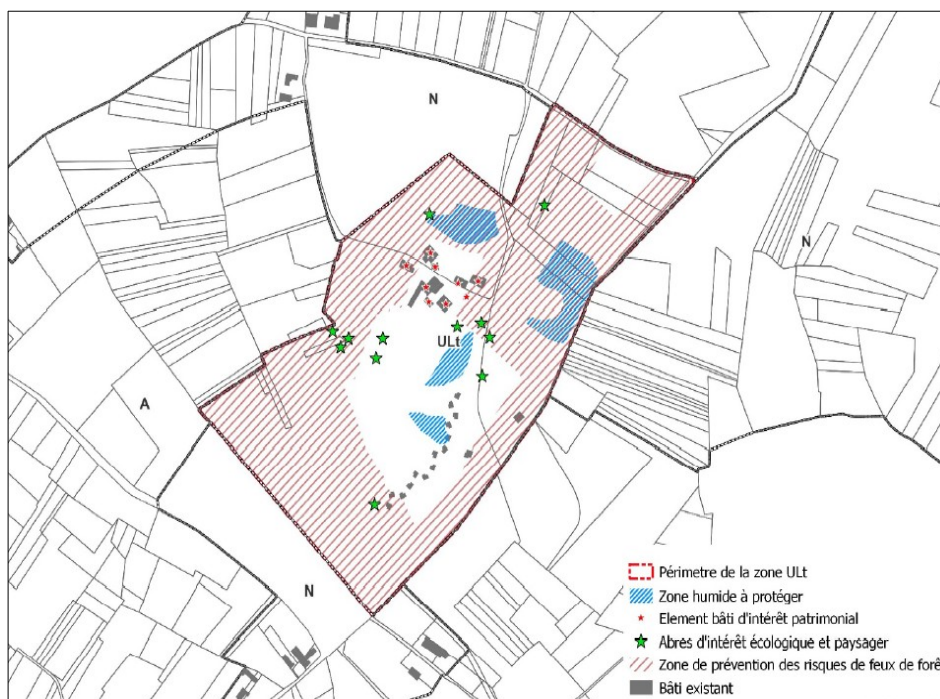 N
N
ULt
A
N
Périmetre de la zone ULt
Zone humide à protéger
Element bâti d'intérêt patrimonial
Abres d'intérêt écologique et paysager
Zone de prévention des risques de feux de forê
Bâti existant